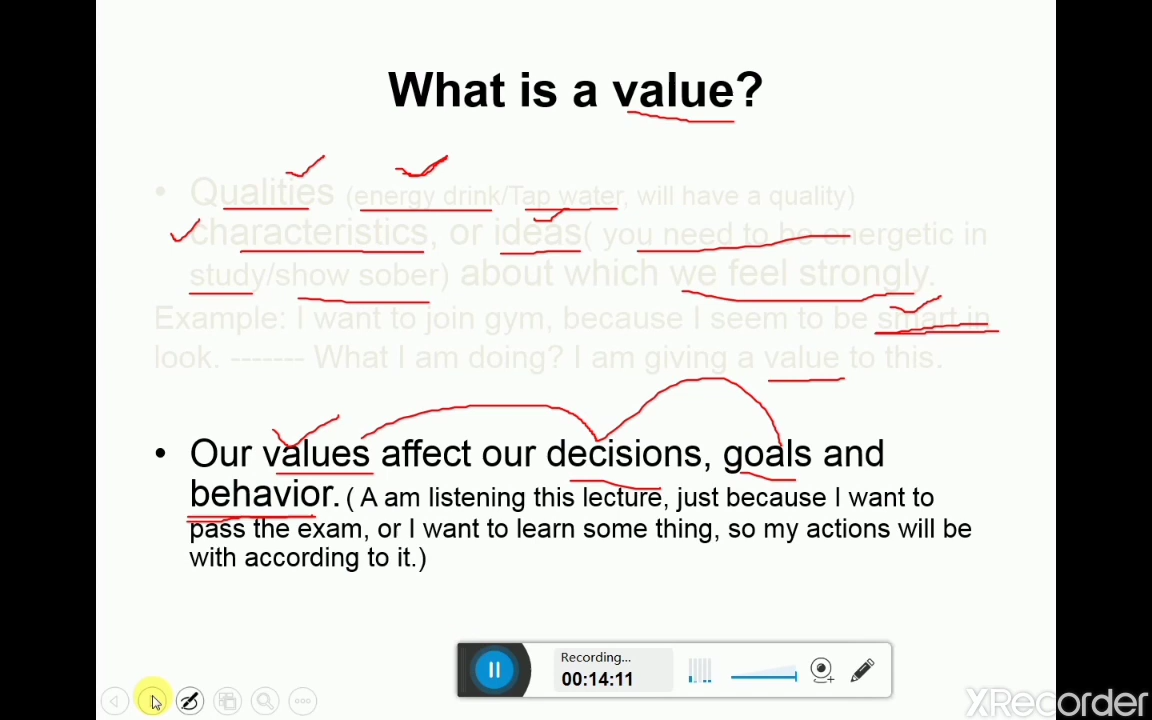 What is a value?
• Qualities (energy drink/Tap water, will have a quality)
characteristics, or ideas( you need to be energetic in
study/show sober) about which we feel strongly.
Example: I want to jon gym, because I seem to be smart in
look. ------- What I am doing? I am giving a value to this.
• Our values affect our decisions, goals and
behavior. ( A am listening this lecture, just because I want to
pass the exam, or I want to learn some thing, so my actions will be
with according to it.)
Recording...
00:14:11
XRecorder